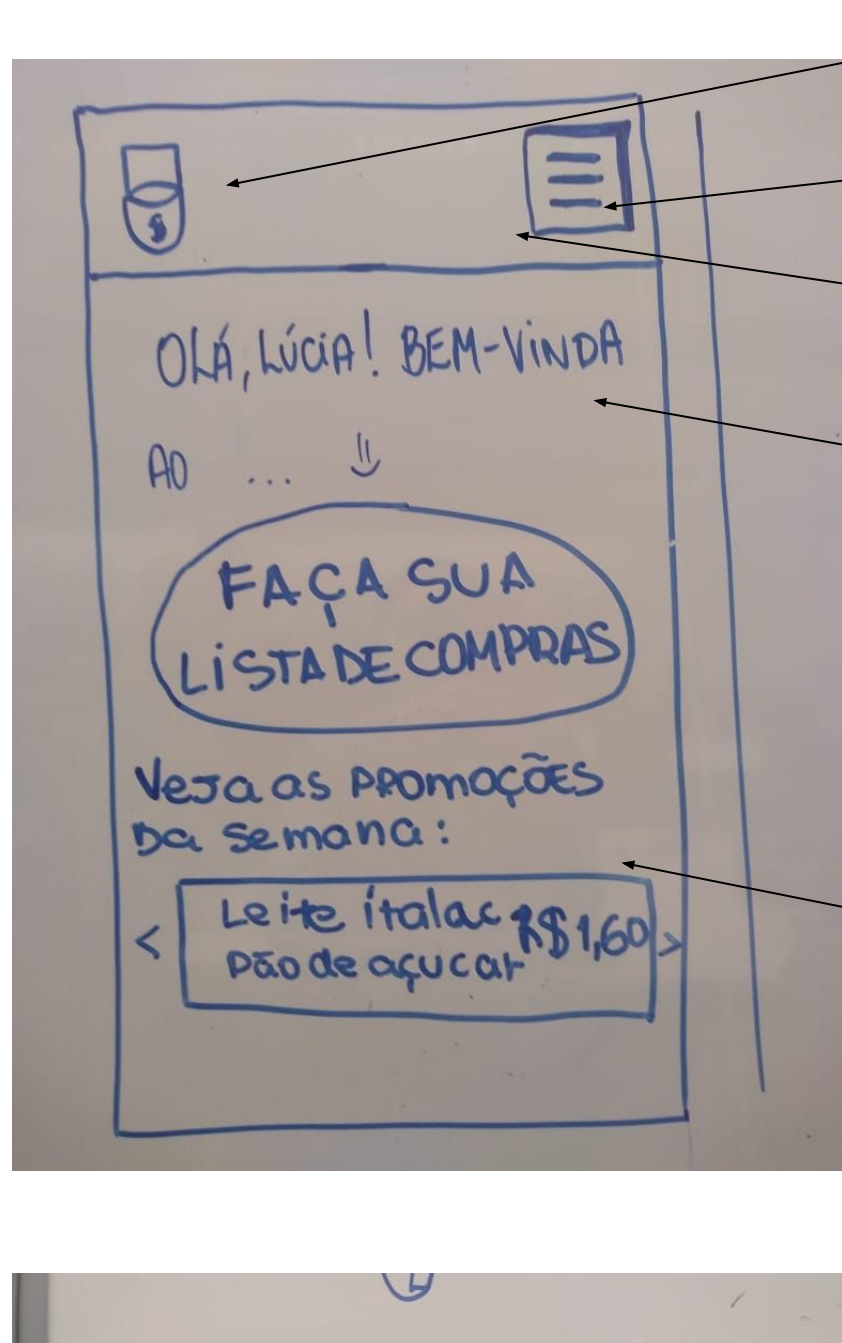 $
OLÁ, LÚCIA! BEM-VINDA
AO ...
FAÇA SUA
LISTA DE COMPRAS
Veja as PROMOÇÕES
Da semana:
< Leite italac R$1,60 >
pão de açucar